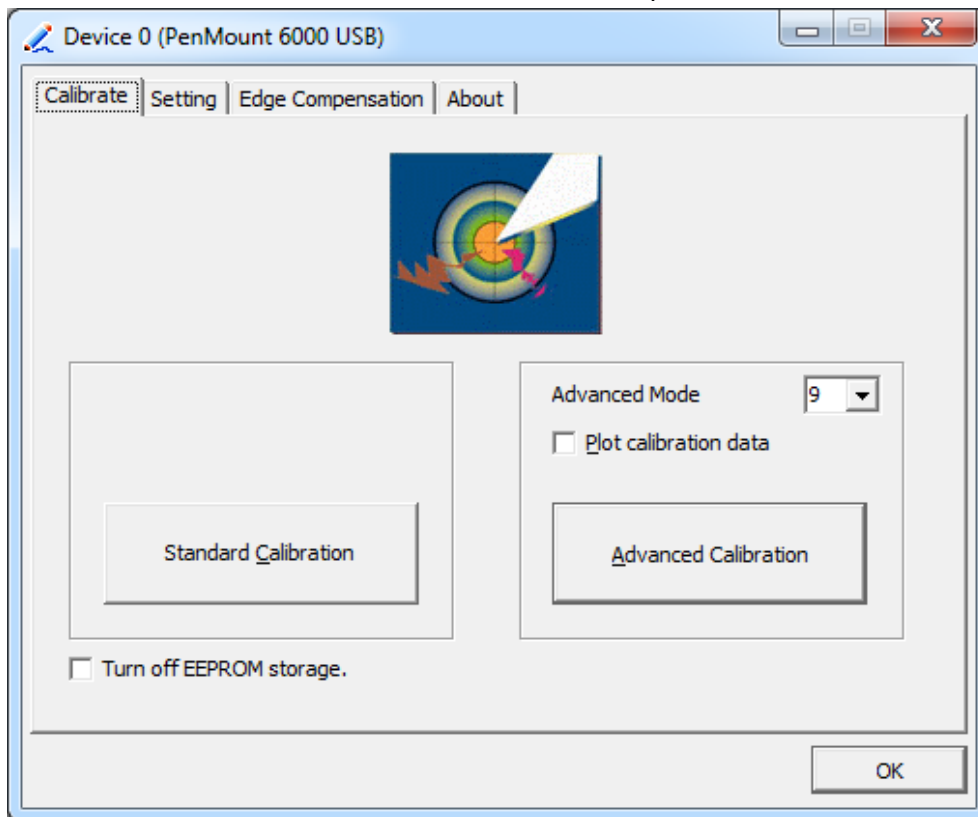 Device 0 (PenMount 6000 USB)
Calibrate Setting Edge Compensation About
Advanced Mode 9
Plot calibration data
Standard Calibration
Advanced Calibration
Turn off EEPROM storage.
OK